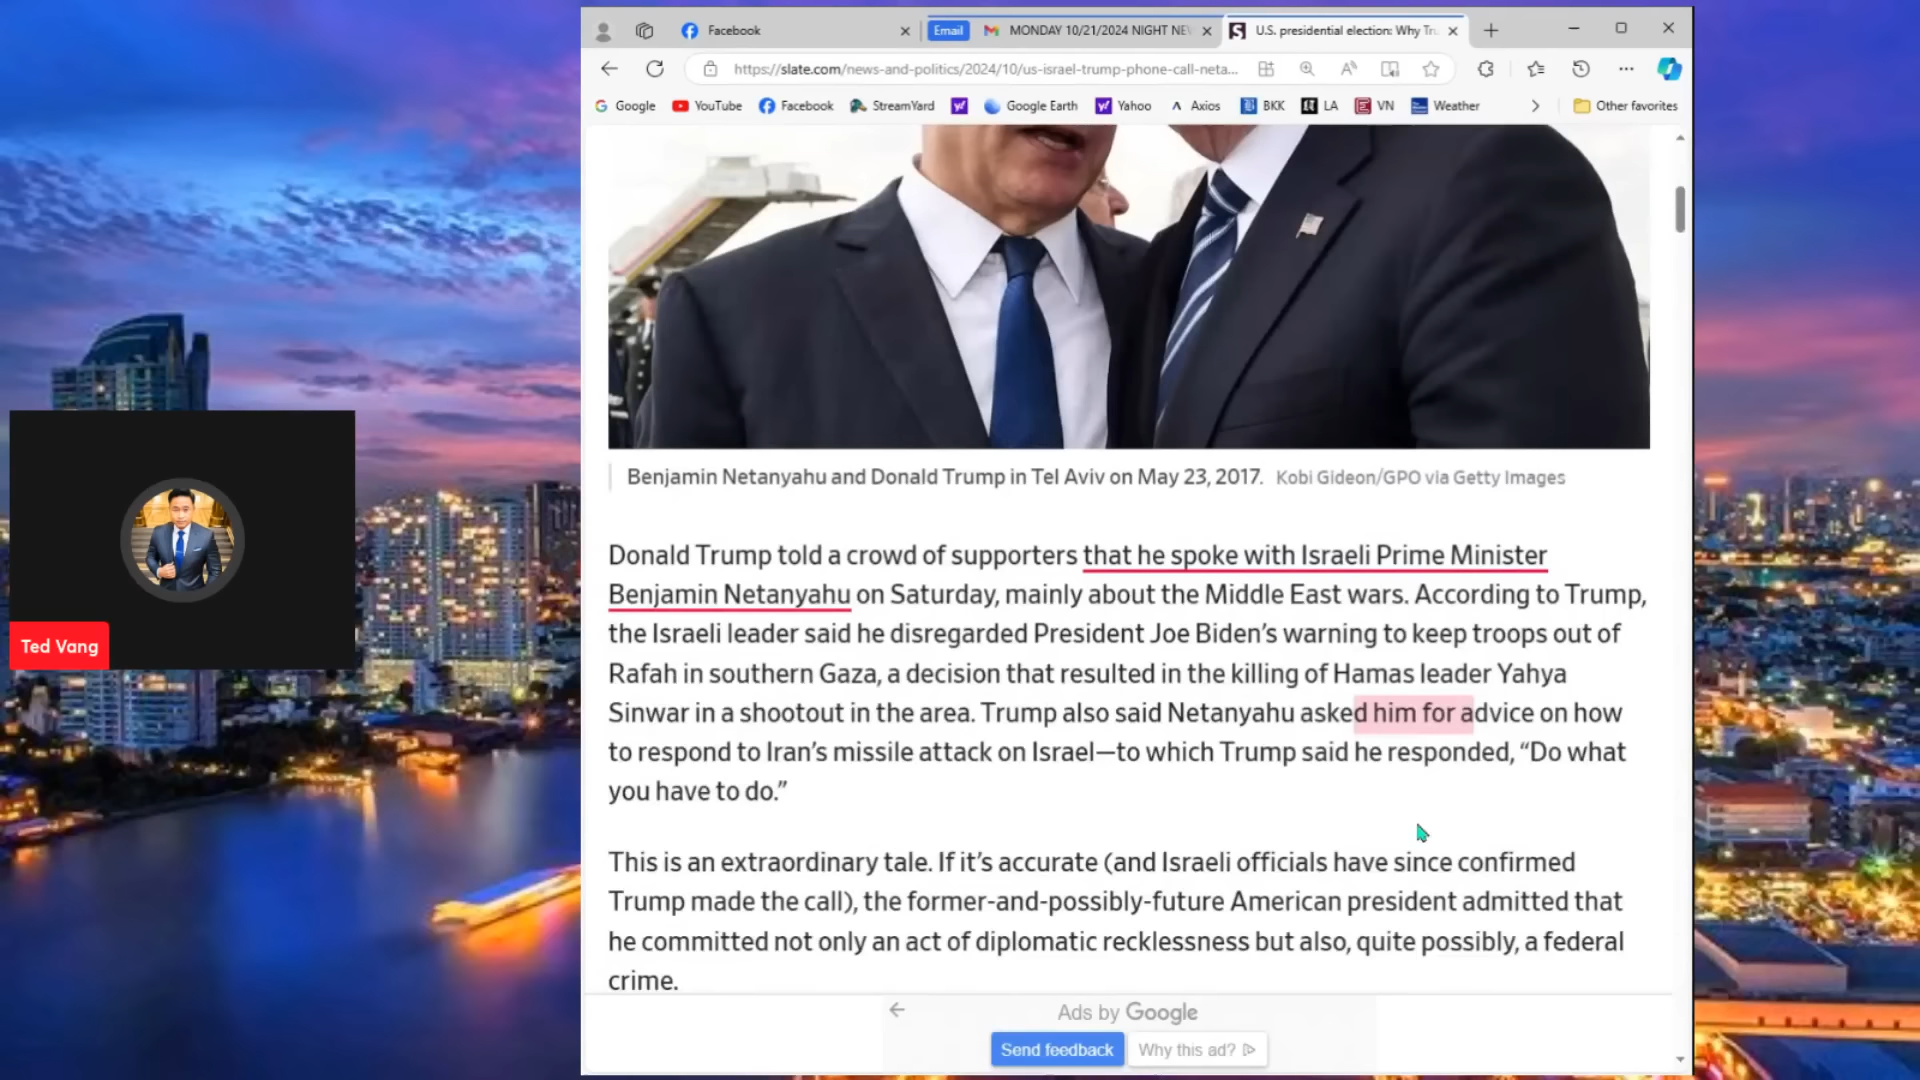 Facebook
Email
MONDAY 10/21/2024 NIGHT NE
U.S. presidential election: Why Tru
https://slate.com/news-and-politics/2024/10/us-israel-trump-phone-call-neta...
Google
YouTube
Facebook
StreamYard
Google Earth
Yahoo
Axios
BKK
LA
VN
Weather
Other favorites
Benjamin Netanyahu and Donald Trump in Tel Aviv on May 23, 2017. Kobi Gideon/GPO via Getty Images
Donald Trump told a crowd of supporters that he spoke with Israeli Prime Minister
Benjamin Netanyahu on Saturday, mainly about the Middle East wars. According to Trump,
the Israeli leader said he disregarded President Joe Biden’s warning to keep troops out of
Rafah in southern Gaza, a decision that resulted in the killing of Hamas leader Yahya
Sinwar in a shootout in the area. Trump also said Netanyahu asked him for advice on how
to respond to Iran’s missile attack on Israel—to which Trump said he responded, “Do what
you have to do.”
This is an extraordinary tale. If it’s accurate (and Israeli officials have since confirmed
Trump made the call), the former-and-possibly-future American president admitted that
he committed not only an act of diplomatic recklessness but also, quite possibly, a federal
crime.
Ads by Google
Send feedback
Why this ad?
Ted Vang